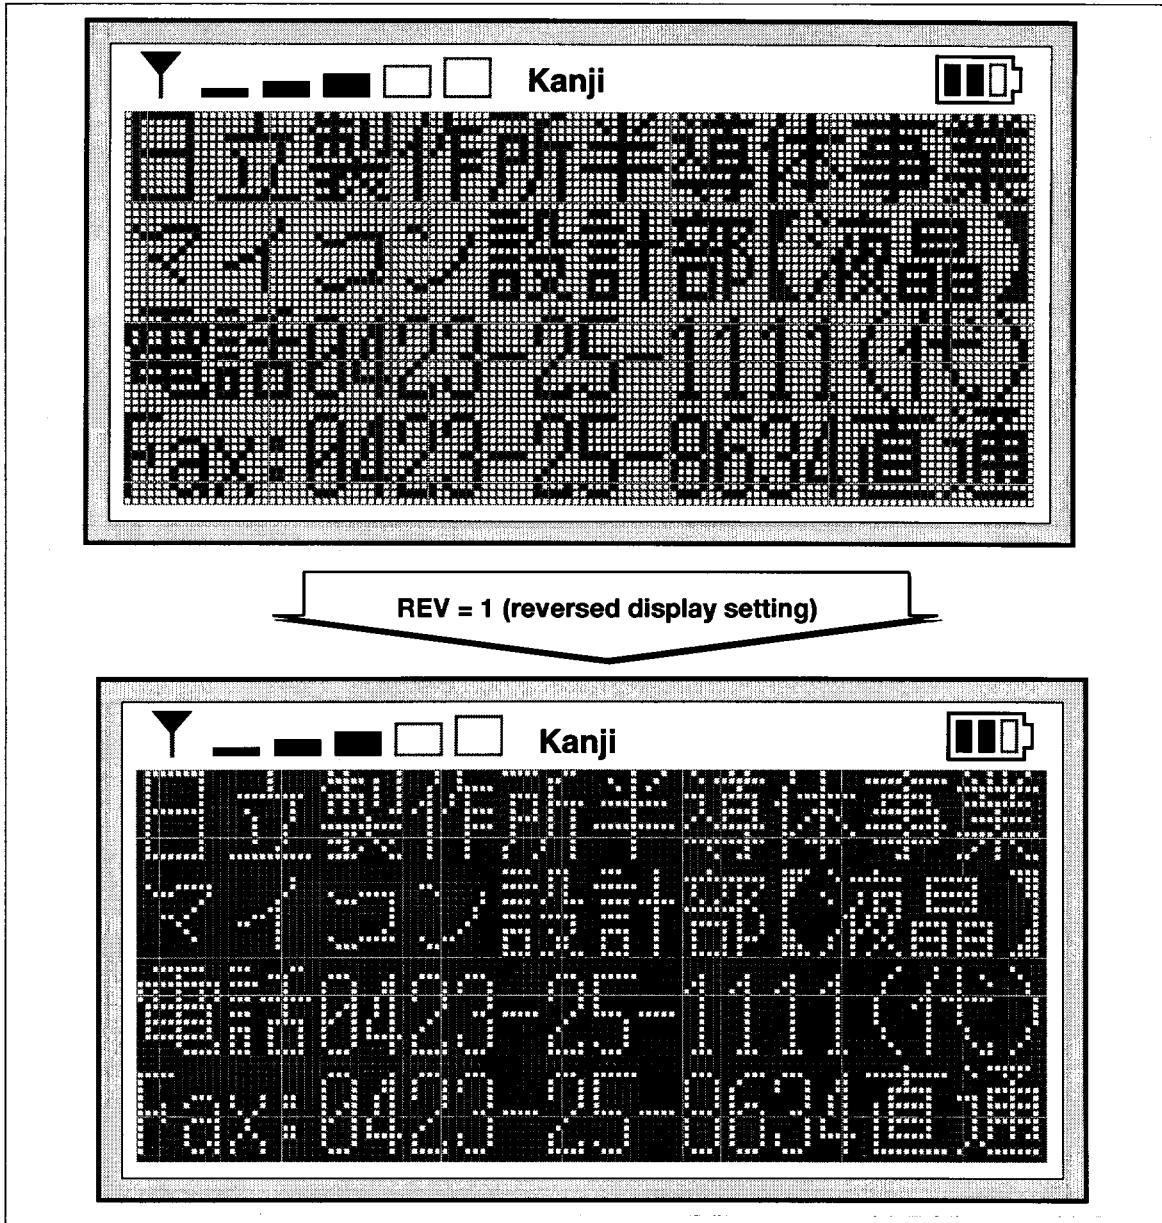 Kanji
日立製作所半導体事業
マイコン設計部【液晶】
電話0423-25-1111(代)
Fax:0423-25-8634直通
REV = 1 (reversed display setting)
Kanji
日立製作所半導体事業
マイコン設計部【液晶】
電話0423-25-1111(代)
Fax:0423-25-8634直通